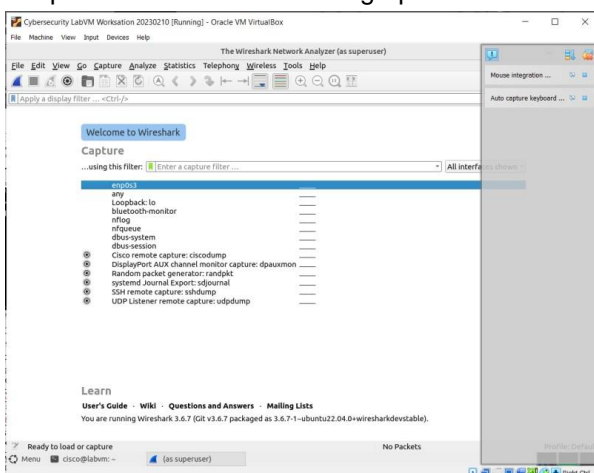 Cybersecurity LabVM Worksation 20230210 [Running] - Oracle VM VirtualBox
File Machine View Input Devices Help
The Wireshark Network Analyzer (as superuser)
File Edit View Go Capture Analyze Statistics Telephony Wireless Tools Help
Apply a display filter ... <Ctrl-/>
Mouse integration ...
Auto capture keyboard ...
Welcome to Wireshark
Capture
...using this filter: Enter a capture filter ... All interfaces shown
enp0s3
any
Loopback: lo
bluetooth-monitor
nflog
nfqueue
dbus-system
dbus-session
Cisco remote capture: ciscodump
DisplayPort AUX channel monitor capture: dpauxmon
Random packet generator: randpkt
systemd Journal Export: sdjournal
SSH remote capture: sshdump
UDP Listener remote capture: udpdump
Learn
User's Guide · Wiki · Questions and Answers · Mailing Lists
You are running Wireshark 3.6.7 (Git v3.6.7 packaged as 3.6.7-1~ubuntu22.04.0+wiresharkdevstable).
Ready to load or capture No Packets Profile: Default
Menu cisco@labvm: ~ (as superuser)
Right Ctrl